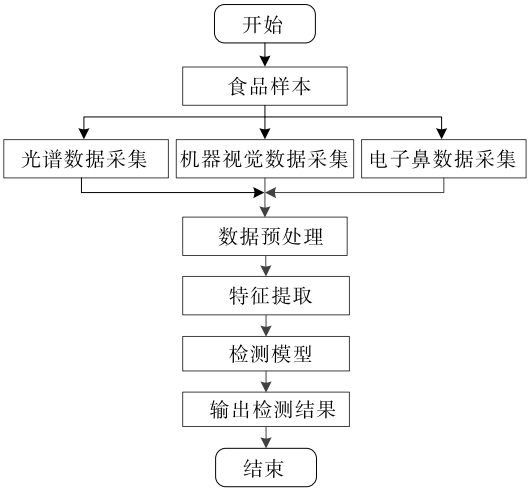 开始
食品样本
光谱数据采集
机器视觉数据采集
电子鼻数据采集
数据预处理
特征提取
检测模型
输出检测结果
结束